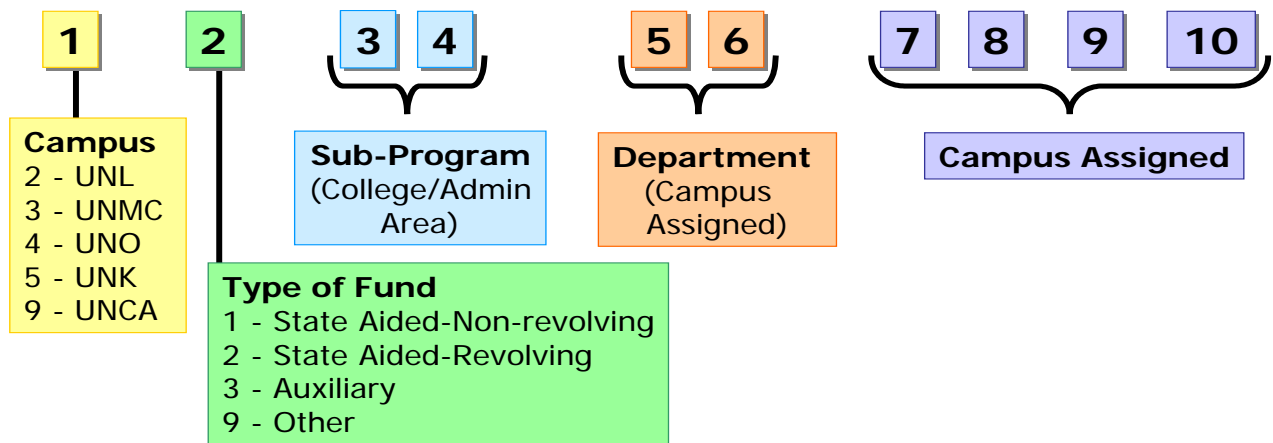 1 2 3 4 5 6 7 8 9 10
Campus
2 - UNL
3 - UNMC
4 - UNO
5 - UNK
9 - UNCA
Type of Fund
1 - State Aided-Non-revolving
2 - State Aided-Revolving
3 - Auxiliary
9 - Other
Sub-Program
(College/Admin
Area)
Department
(Campus
Assigned)
Campus Assigned